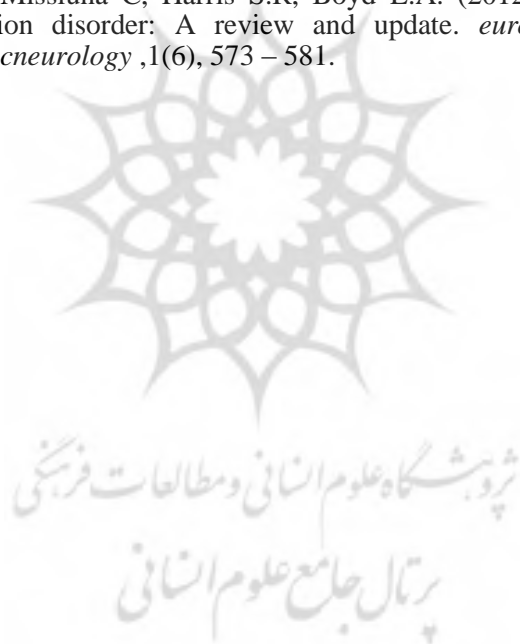 Missiuna C, Harris S.R, Boyd L.A. (2012
ion disorder: A review and update. eur
cneurology ,1(6), 573 – 581.
پژوهشگاه علوم انسانی و مطالعات فرهنگی
پرتال جامع علوم انسانی